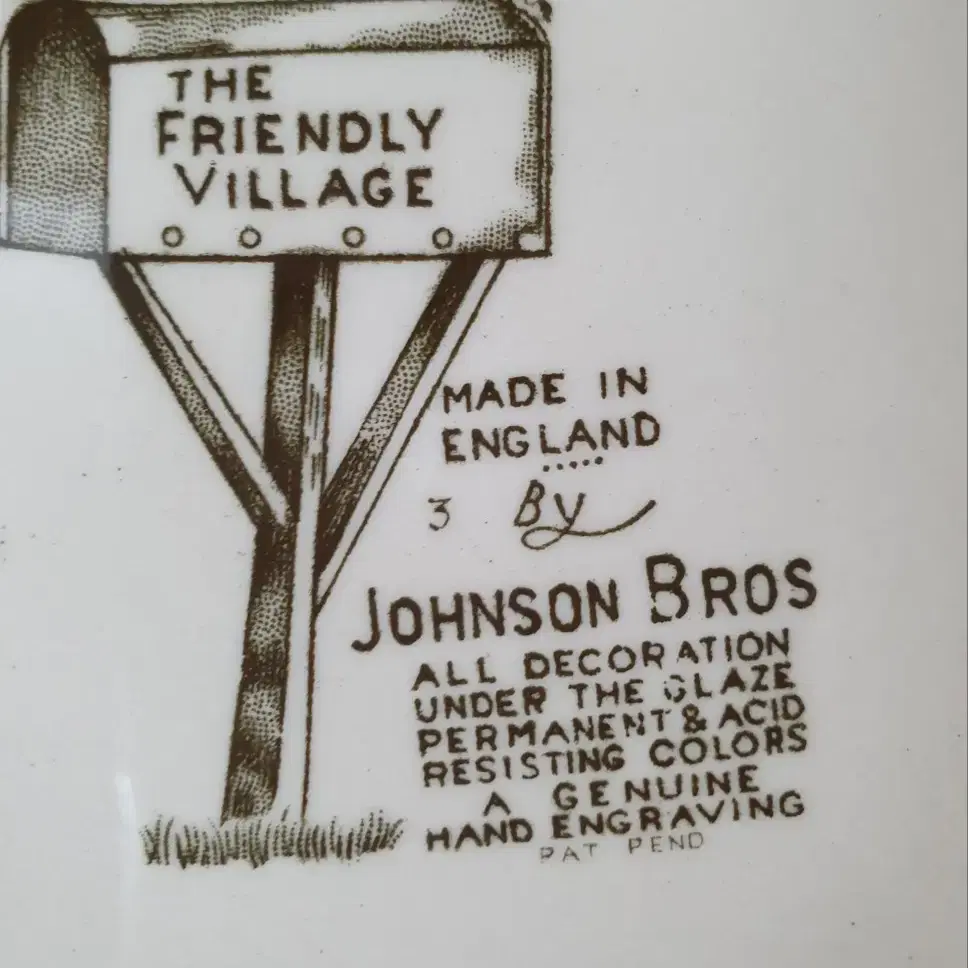 THE
FRIENDLY
VILLAGE
MADE IN
ENGLAND
3 By
JOHNSON BROS
ALL DECORATION
UNDER THE GLAZE
PERMANENT & ACID
RESISTING COLORS
A GENUINE
HAND ENGRAVING
PAT PEND